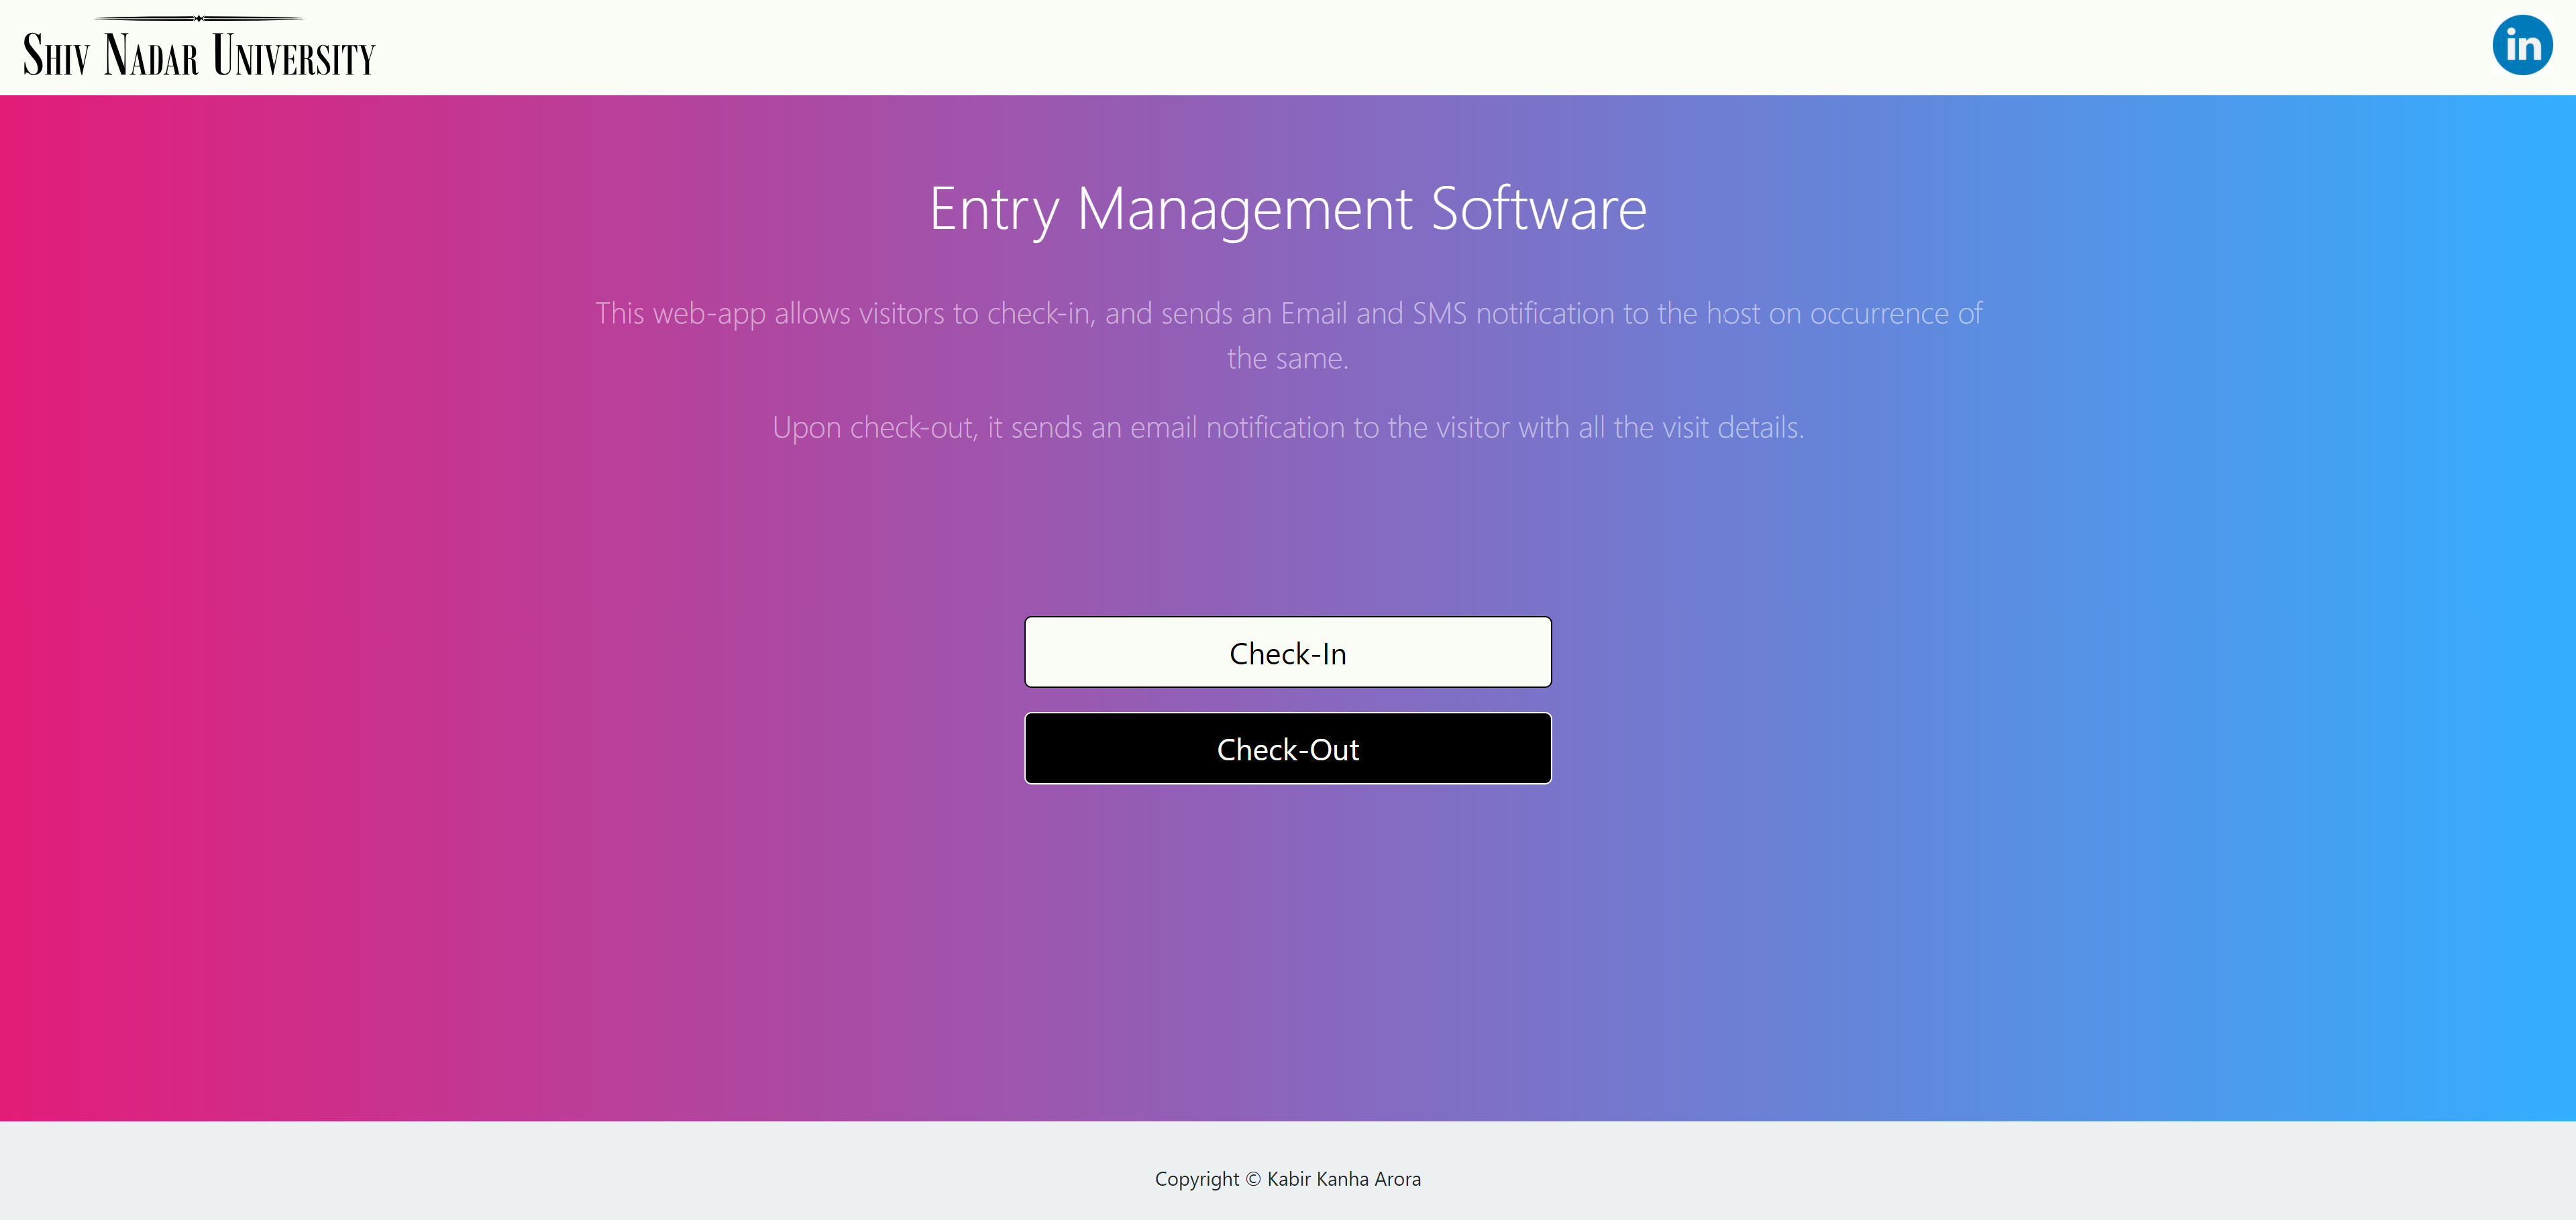 Shiv Nadar University
in
Entry Management Software
This web-app allows visitors to check-in, and sends an Email and SMS notification to the host on occurrence of
the same.
Upon check-out, it sends an email notification to the visitor with all the visit details.
Check-In
Check-Out
Copyright © Kabir Kanha Arora